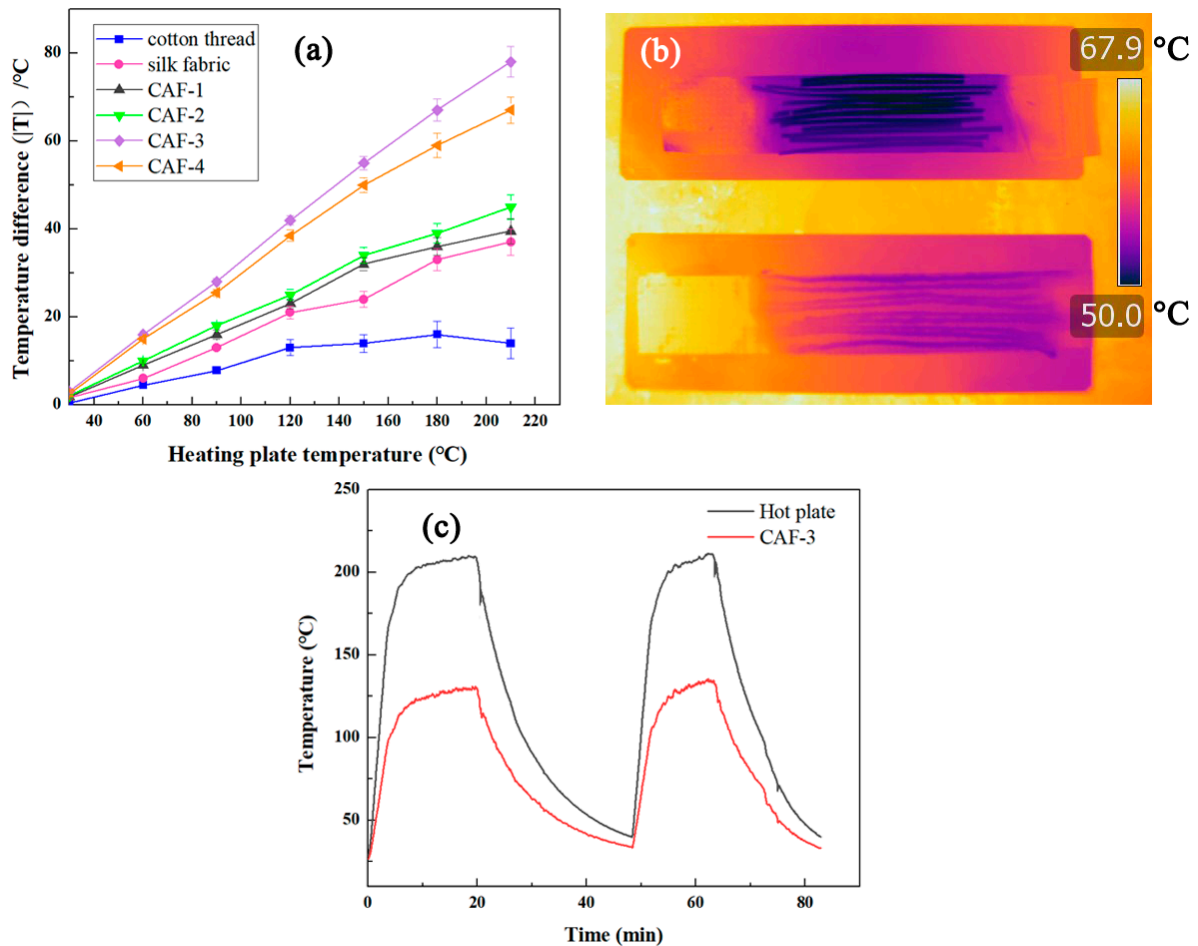 (a)
cotton thread
silk fabric
CAF-1
CAF-2
CAF-3
CAF-4
Temperature difference (|T|）/°C
80
60
40
20
0
40 60 80 100 120 140 160 180 200 220
Heating plate temperature (°C)
(b)
67.9 °C
50.0 °C
(c)
Hot plate
CAF-3
Temperature (°C)
250
200
150
100
50
0 20 40 60 80
Time (min)